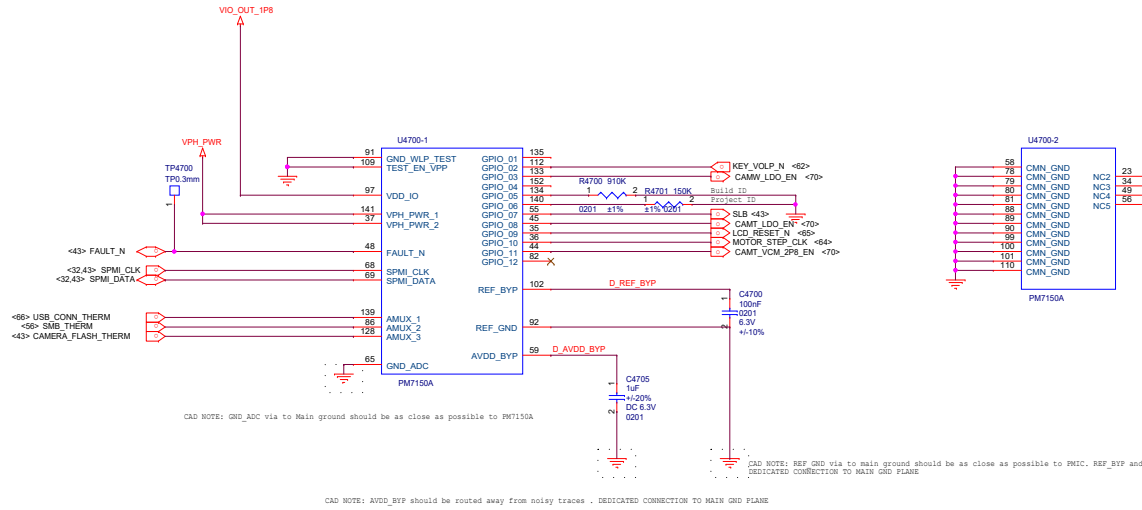 VIO_OUT_1P8
VPH_PWR
TP4700
TP0.3mm
1
U4700-1
91 GND_WLP_TEST
109 TEST_EN_VPP
97 VDD_IO
141 VPH_PWR_1
37 VPH_PWR_2
<43> FAULT_N 48 FAULT_N
<32,43> SPMI_CLK 68 SPMI_CLK
<32,43> SPMI_DATA 69 SPMI_DATA
<66> USB_CONN_THERM 139 AMUX_1
<56> SMB_THERM 86 AMUX_2
<43> CAMERA_FLASH_THERM 128 AMUX_3
65 GND_ADC
PM7150A
GPIO_01 135
GPIO_02 112 KEY_VOLP_N <62>
GPIO_03 133 CAMW_LDO_EN <70>
GPIO_04 152
GPIO_05 134
GPIO_06 140
GPIO_07 55 SLB <43>
GPIO_08 45 CAMT_LDO_EN <70>
GPIO_09 35 LCD_RESET_N <65>
GPIO_10 36 MOTOR_STEP_CLK <64>
GPIO_11 44 CAMT_VCM_2P8_EN <70>
GPIO_12 82
R4700 910K
1 2
0201 ±1%
R4701 150K
1 2
±1% 0201
Build ID
Project ID
REF_BYP 102 D_REF_BYP
REF_GND 92
AVDD_BYP 59 D_AVDD_BYP
1
2
C4700
100nF
0201
6.3V
+/-10%
1
2
C4705
1uF
+/-20%
DC 6.3V
0201
U4700-2
58 CMN_GND
78 CMN_GND
79 CMN_GND
80 CMN_GND
81 CMN_GND
88 CMN_GND
89 CMN_GND
90 CMN_GND
99 CMN_GND
100 CMN_GND
101 CMN_GND
110 CMN_GND
NC2 23
NC3 34
NC4 49
NC5 56
PM7150A
CAD NOTE: GND_ADC via to Main ground should be as close as possible to PM7150A
CAD NOTE: REF_GND via to main ground should be as close as possible to PMIC. REF_BYP and
DEDICATED CONNECTION TO MAIN GND PLANE
CAD NOTE: AVDD_BYP should be routed away from noisy traces . DEDICATED CONNECTION TO MAIN GND PLANE